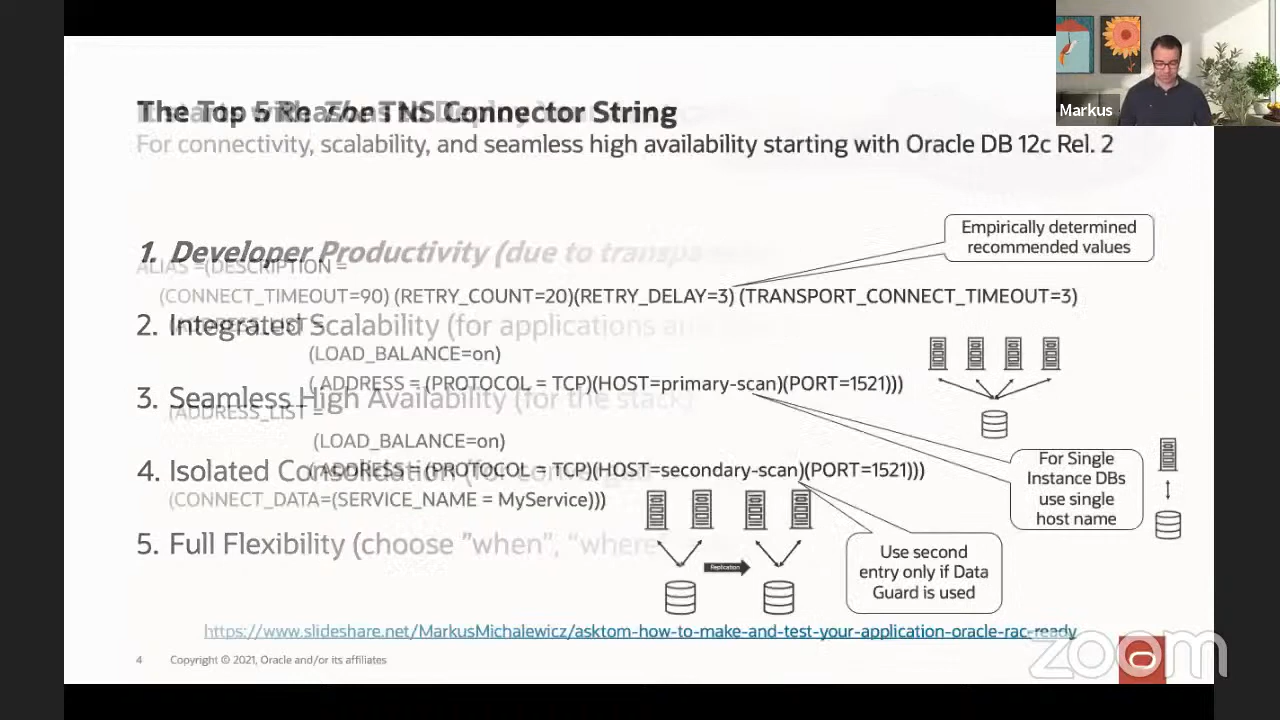 Markus
The Top 5 Reasons
The TNS Connector String
For connectivity, scalability, and seamless high availability starting with Oracle DB 12c Rel. 2
Empirically determined
recommended values
1. Developer Productivity (due to
ALIAS =(DESCRIPTION =
(CONNECT_TIMEOUT=90) (RETRY_COUNT=20)(RETRY_DELAY=3) (TRANSPORT_CONNECT_TIMEOUT=3)
2. Integrated Scalability (for applications
(ADDRESS_LIST =
(LOAD_BALANCE=on)
( ADDRESS = (PROTOCOL = TCP)(HOST=primary-scan)(PORT=1521)))
3. Seamless High Availability (for the stack)
(ADDRESS_LIST =
(LOAD_BALANCE=on)
4. Isolated Consolidation (for
( ADDRESS = (PROTOCOL = TCP)(HOST=secondary-scan)(PORT=1521)))
(CONNECT_DATA=(SERVICE_NAME = MyService)))
For Single
Instance DBs
use single
host name
5. Full Flexibility (choose "when", "where"
Replication
Use second
entry only if Data
Guard is used
https://www.slideshare.net/MarkusMichalewicz/asktom-how-to-make-and-test-your-application-oracle-rac-ready
4 Copyright © 2021, Oracle and/or its affiliates
zoom